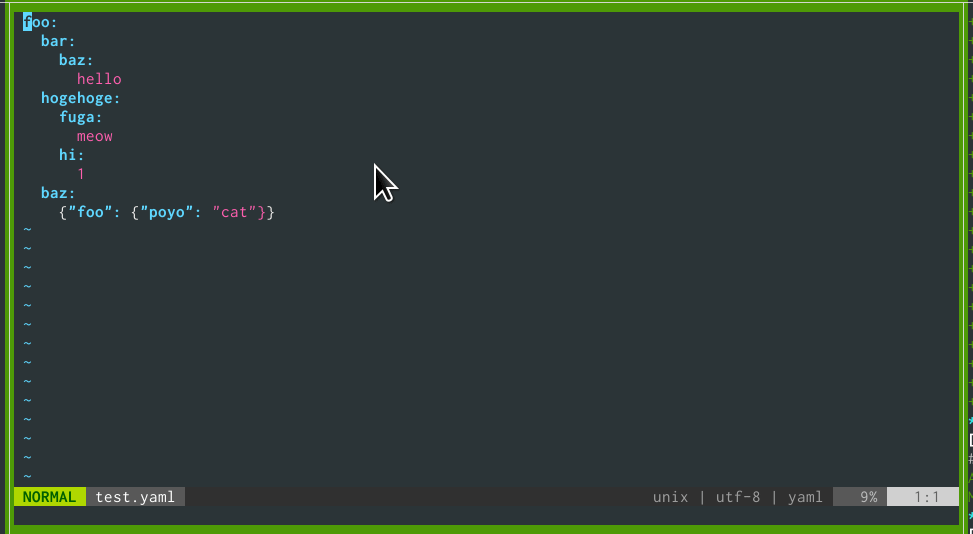 foo:
  bar:
    baz:
      hello
  hogehoge:
    fuga:
      meow
    hi:
      1
  baz:
    {"foo": {"poyo": "cat"}}
~
~
~
~
~
~
~
~
~
~
~
~
~
~
NORMAL test.yaml unix | utf-8 | yaml 9% 1:1